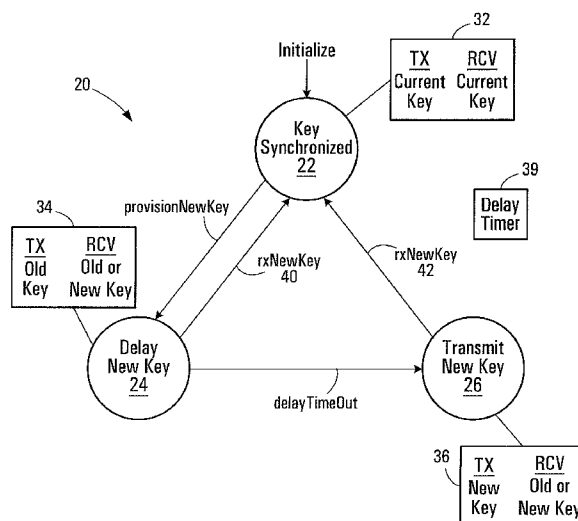 32
Initialize
TX RCV
Current Current
Key Key
20
Key
Synchronized
22
39
Delay
Timer
34
provisionNewKey
TX RCV
Old Old or
Key New Key
rxNewKey
40
rxNewKey
42
Delay
New Key
24
Transmit
New Key
26
delayTimeOut
36
TX RCV
New Old or
Key New Key